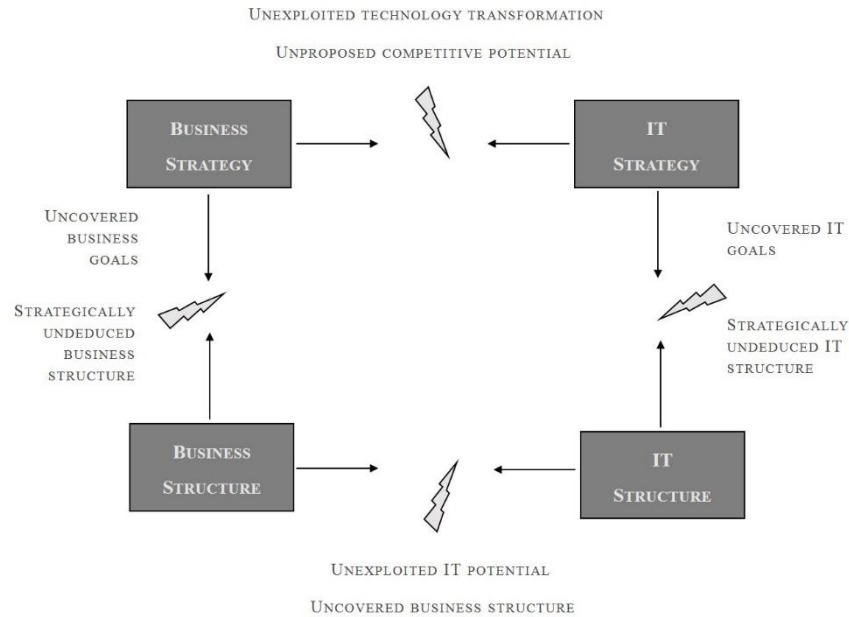 UNEXPLOITED TECHNOLOGY TRANSFORMATION
UNPROPOSED COMPETITIVE POTENTIAL
BUSINESS
STRATEGY
IT
STRATEGY
UNCOVERED
BUSINESS
GOALS
UNCOVERED IT
GOALS
STRATEGICALLY
UNDEDUCED
BUSINESS
STRUCTURE
STRATEGICALLY
UNDEDUCED IT
STRUCTURE
BUSINESS
STRUCTURE
IT
STRUCTURE
UNEXPLOITED IT POTENTIAL
UNCOVERED BUSINESS STRUCTURE